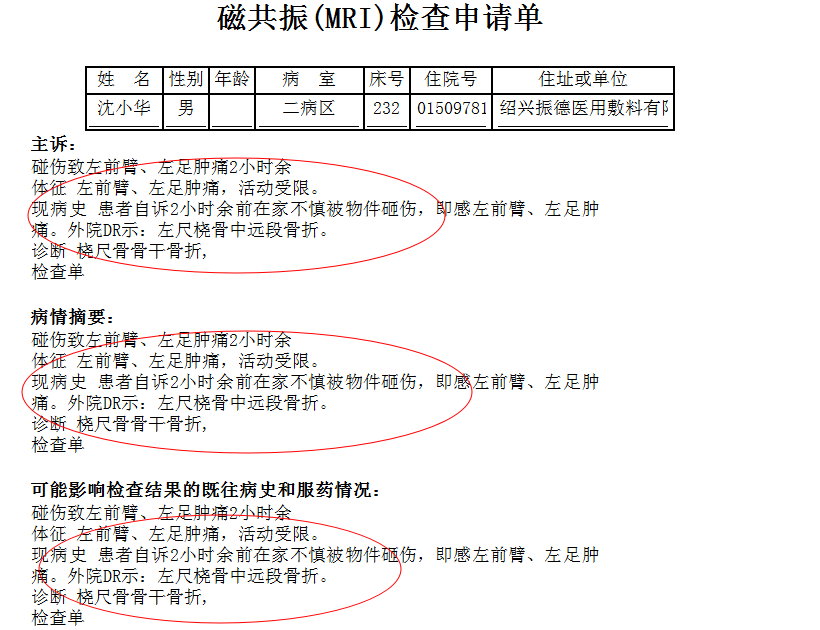 磁共振(MRI)检查申请单
姓 名 性别 年龄 病 室 床号 住院号 住址或单位
沈小华 男 二病区 232 01509781 绍兴振德医用敷料有
主诉：
碰伤致左前臂、左足肿痛2小时余
体征 左前臂、左足肿痛，活动受限。
现病史 患者自诉2小时余前在家不慎被物件砸伤，即感左前臂、左足肿
痛。外院DR示：左尺桡骨中远段骨折。
诊断 桡尺骨骨干骨折,
检查单
病情摘要：
碰伤致左前臂、左足肿痛2小时余
体征 左前臂、左足肿痛，活动受限。
现病史 患者自诉2小时余前在家不慎被物件砸伤，即感左前臂、左足肿
痛。外院DR示：左尺桡骨中远段骨折。
诊断 桡尺骨骨干骨折,
检查单
可能影响检查结果的既往病史和服药情况：
碰伤致左前臂、左足肿痛2小时余
体征 左前臂、左足肿痛，活动受限。
现病史 患者自诉2小时余前在家不慎被物件砸伤，即感左前臂、左足肿
痛。外院DR示：左尺桡骨中远段骨折。
诊断 桡尺骨骨干骨折,
检查单